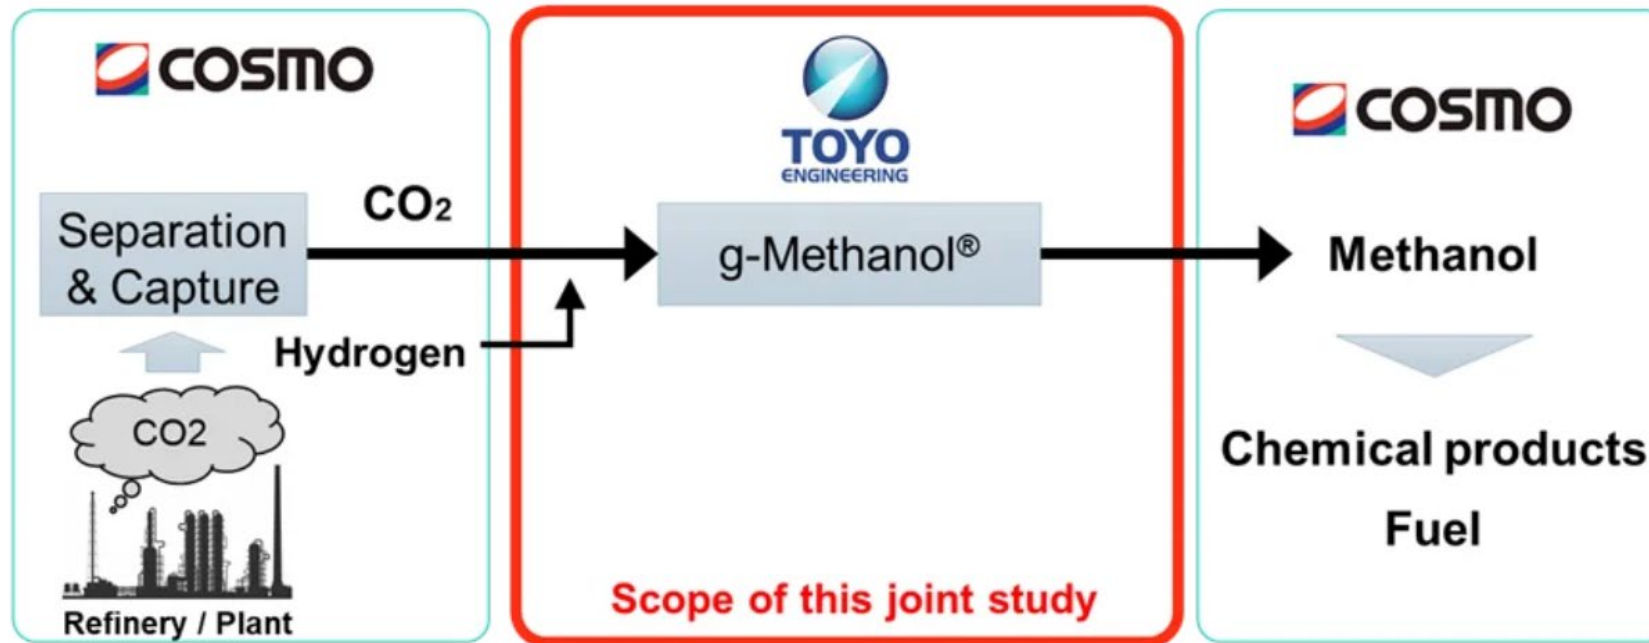 COSMO
Separation
& Capture
CO₂
Hydrogen
CO2
Refinery / Plant
TOYO
ENGINEERING
g-Methanol®
Scope of this joint study
COSMO
Methanol
Chemical products
Fuel